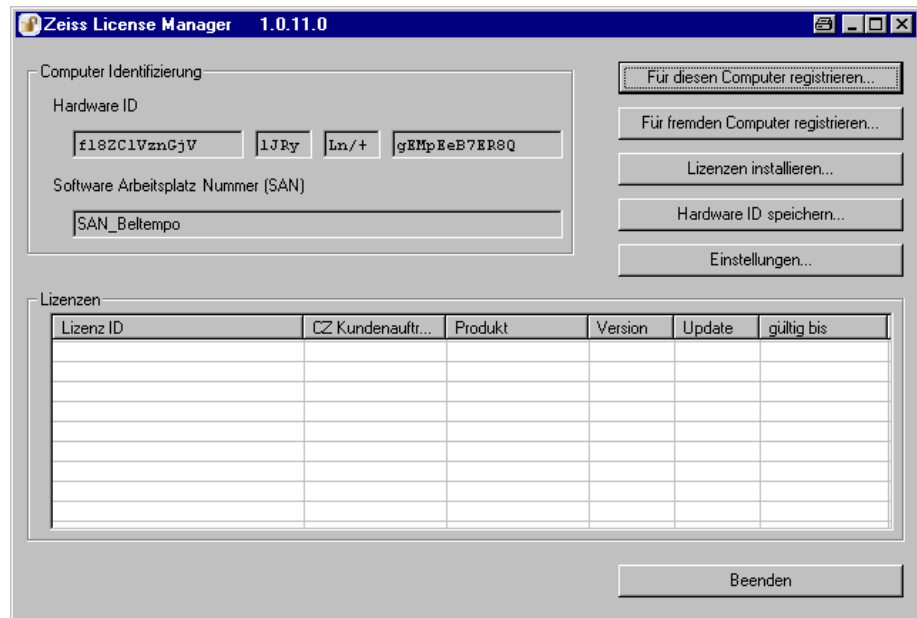 Zeiss License Manager 1.0.11.0
Computer Identifizierung
Hardware ID
f18ZC1VznGjV 1JRy Ln/+ gEMpEeB7ER8Q
Software Arbeitsplatz Nummer (SAN)
SAN_Beltempo
Für diesen Computer registrieren...
Für fremden Computer registrieren...
Lizenzen installieren...
Hardware ID speichern...
Einstellungen...
Lizenzen
Lizenz ID CZ Kundenauftr... Produkt Version Update gültig bis
Beenden